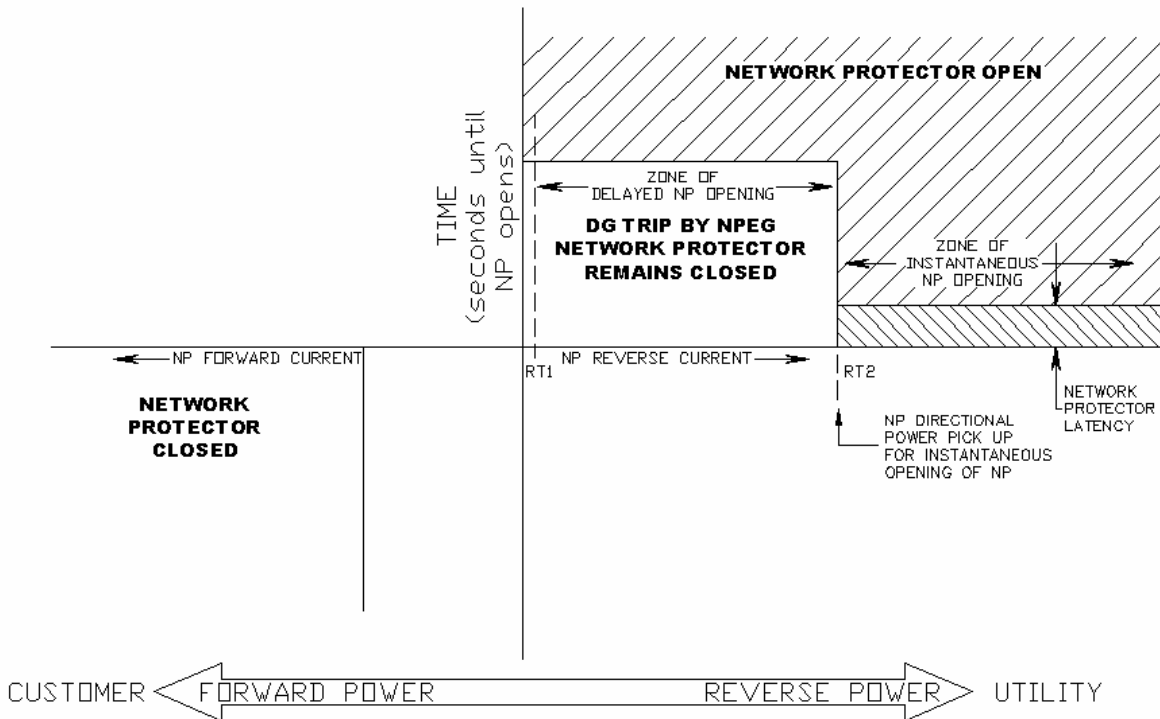 NETWORK PROTECTOR OPEN
TIME
(seconds until
NP opens)
ZONE OF
DELAYED NP OPENING
DG TRIP BY NPEG
NETWORK PROTECTOR
REMAINS CLOSED
ZONE OF
INSTANTANEOUS
NP OPENING
NP FORWARD CURRENT
NP REVERSE CURRENT
RT1
RT2
NETWORK
PROTECTOR
CLOSED
NETWORK
PROTECTOR
LATENCY
NP DIRECTIONAL
POWER PICK UP
FOR INSTANTANEOUS
OPENING OF NP
CUSTOMER
FORWARD POWER
REVERSE POWER
UTILITY